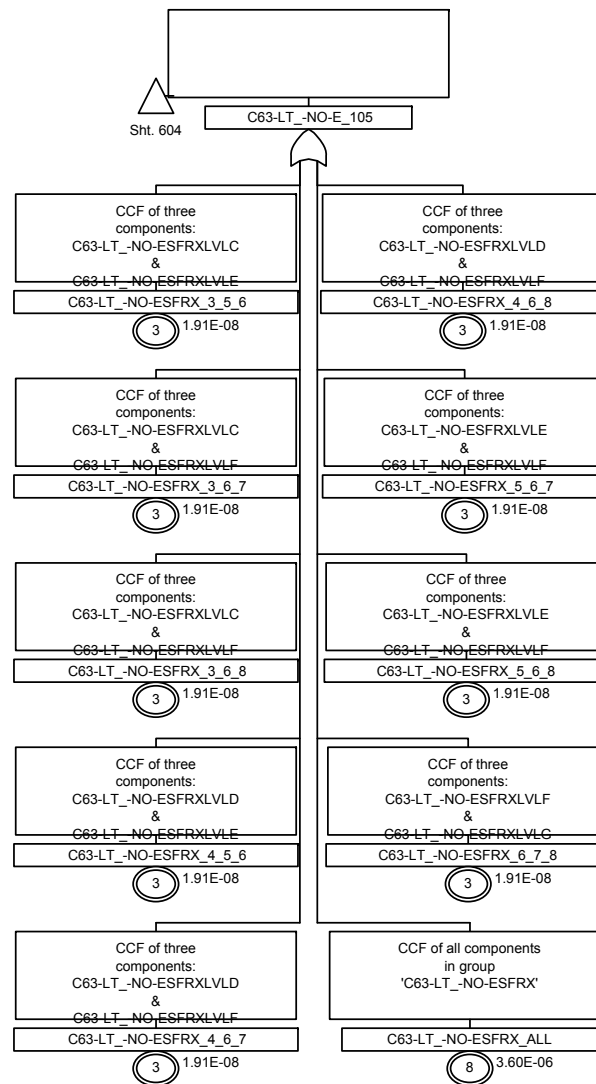 C63-LT_-NO-E_105
Sht. 604
CCF of three
components:
C63-LT_-NO-ESFRXLVLC
&
C63-LT_-NO-ESFRXLVLE
C63-LT_-NO-ESFRX_3_5_6
3
1.91E-08
CCF of three
components:
C63-LT_-NO-ESFRXLVLD
&
C63-LT_-NO-ESFRXLVLF
C63-LT_-NO-ESFRX_4_6_8
3
1.91E-08
CCF of three
components:
C63-LT_-NO-ESFRXLVLC
&
C63-LT_-NO-ESFRXLVLF
C63-LT_-NO-ESFRX_3_6_7
3
1.91E-08
CCF of three
components:
C63-LT_-NO-ESFRXLVLE
&
C63-LT_-NO-ESFRXLVLF
C63-LT_-NO-ESFRX_5_6_7
3
1.91E-08
CCF of three
components:
C63-LT_-NO-ESFRXLVLC
&
C63-LT_-NO-ESFRXLVLF
C63-LT_-NO-ESFRX_3_6_8
3
1.91E-08
CCF of three
components:
C63-LT_-NO-ESFRXLVLE
&
C63-LT_-NO-ESFRXLVLF
C63-LT_-NO-ESFRX_5_6_8
3
1.91E-08
CCF of three
components:
C63-LT_-NO-ESFRXLVLD
&
C63-LT_-NO-ESFRXLVLE
C63-LT_-NO-ESFRX_4_5_6
3
1.91E-08
CCF of three
components:
C63-LT_-NO-ESFRXLVLF
&
C63-LT_-NO-ESFRXLVLG
C63-LT_-NO-ESFRX_6_7_8
3
1.91E-08
CCF of three
components:
C63-LT_-NO-ESFRXLVLD
&
C63-LT_-NO-ESFRXLVLF
C63-LT_-NO-ESFRX_4_6_7
3
1.91E-08
CCF of all components
in group
'C63-LT_-NO-ESFRX'
C63-LT_-NO-ESFRX_ALL
8
3.60E-06